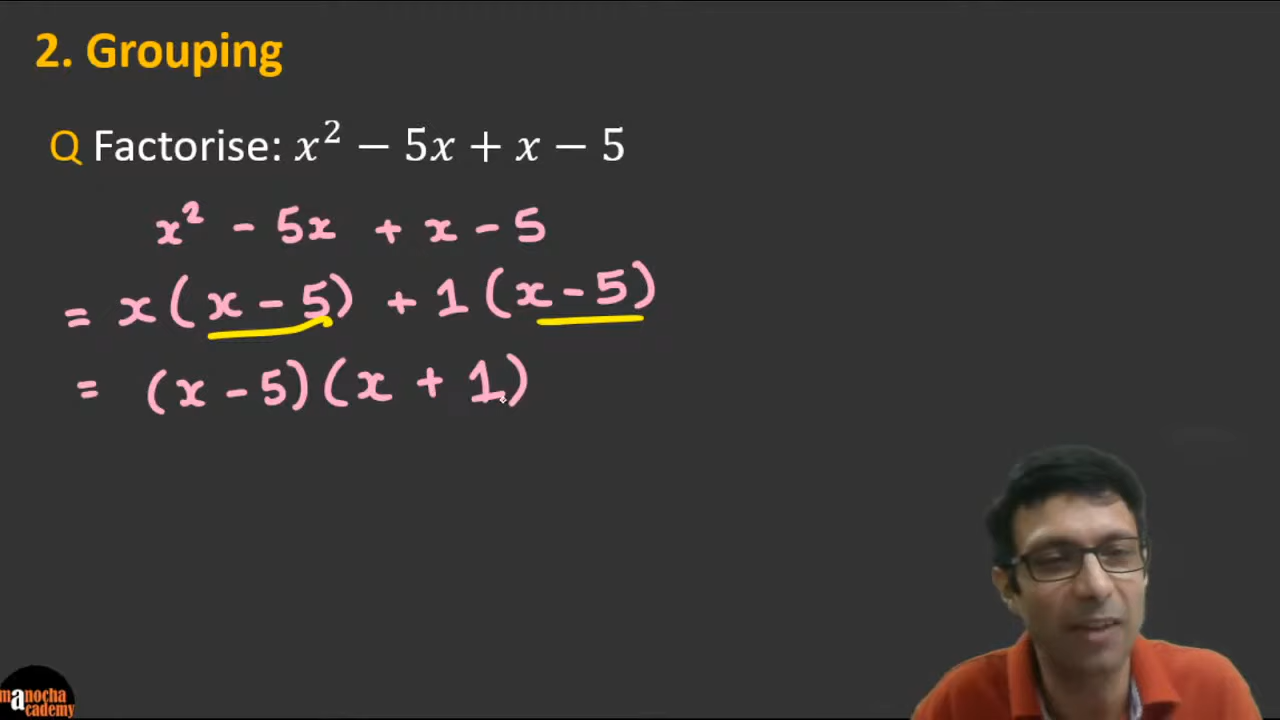 2. Grouping
Q Factorise: x² − 5x + x − 5
x² - 5x + x - 5
= x(x - 5) + 1(x - 5)
= (x - 5)(x + 1)
manocha
academy